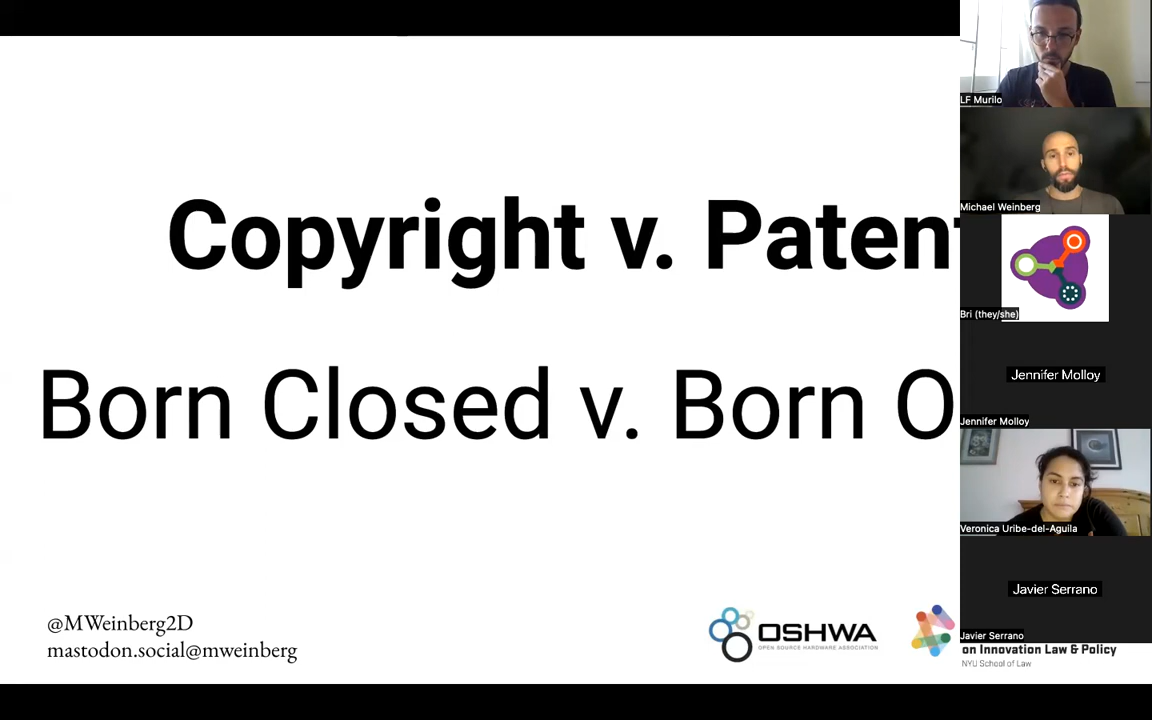 Copyright v. Paten
Born Closed v. Born O
@MWeinberg2D
mastodon.social@mweinberg
OSHWA
OPEN SOURCE HARDWARE ASSOCIATION
on Innovation Law & Policy
NYU School of Law
LF Murilo
Michael Weinberg
Bri (they/she)
Jennifer Molloy
Jennifer Molloy
Veronica Uribe-del-Aguila
Javier Serrano
Javier Serrano